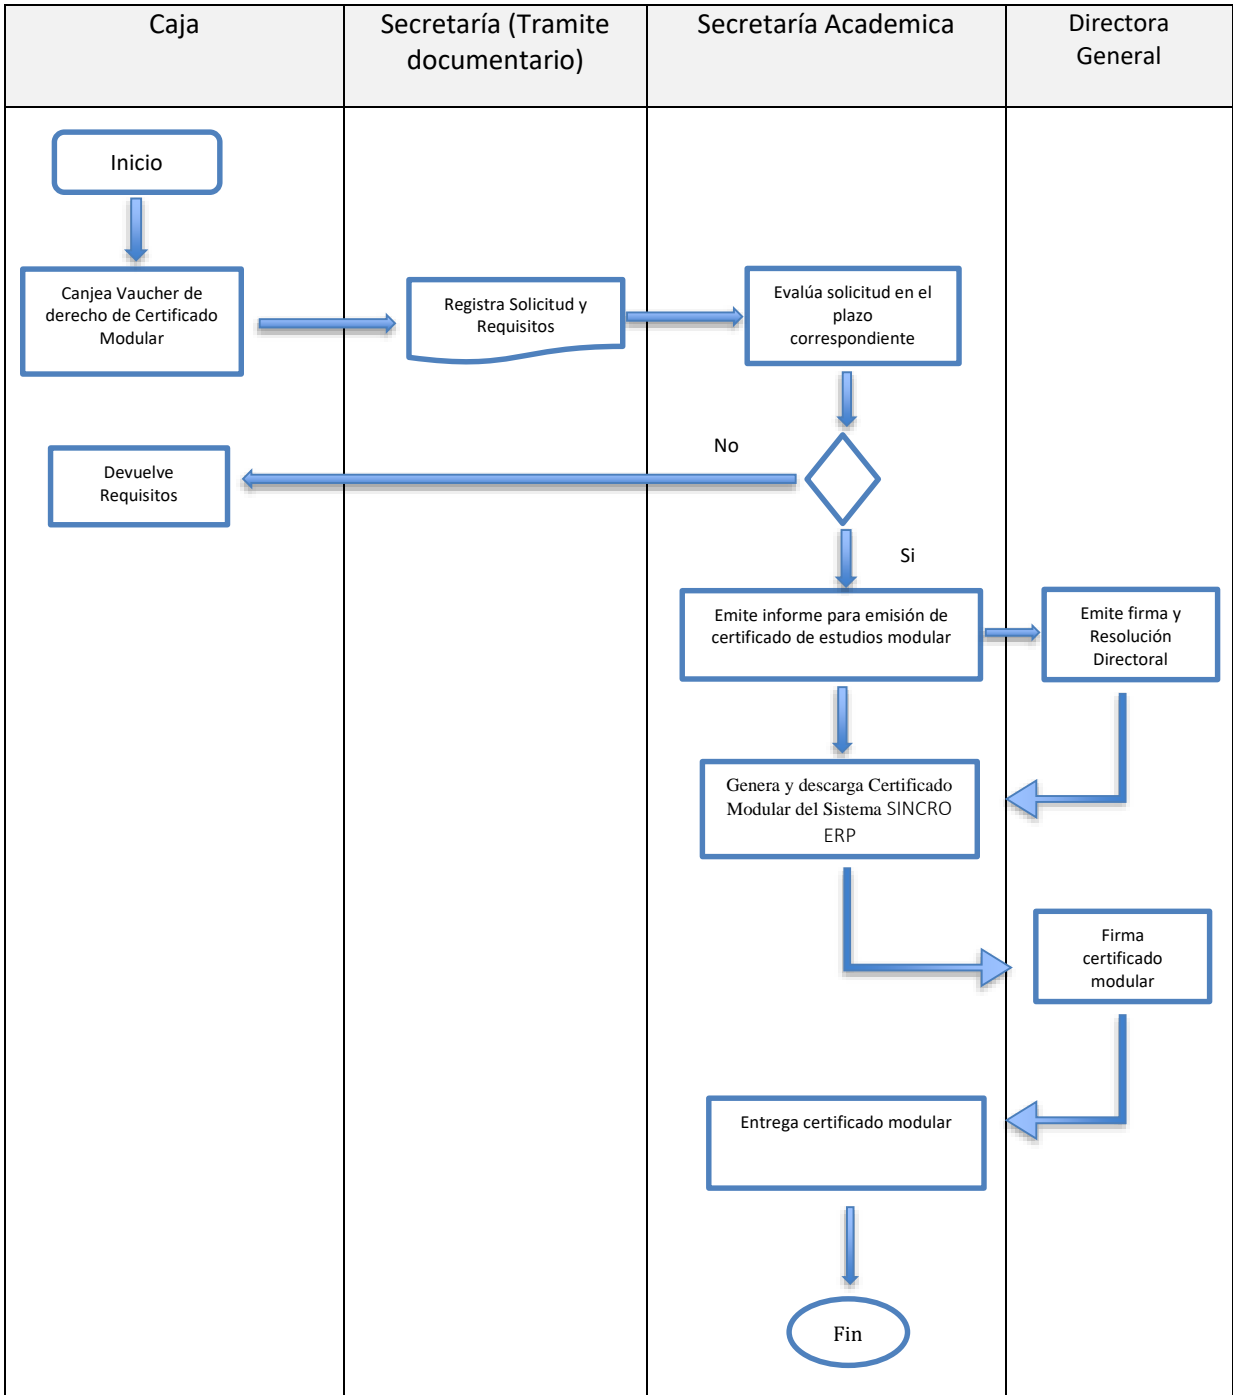 Caja
Secretaría (Tramite
documentario)
Secretaría Academica
Directora
General
Inicio
Canjea Vaucher de
derecho de Certificado
Modular
Registra Solicitud y
Requisitos
Evalúa solicitud en el
plazo
correspondiente
No
Devuelve
Requisitos
Si
Emite informe para emisión de
certificado de estudios modular
Emite firma y
Resolución
Directoral
Genera y descarga Certificado
Modular del Sistema SINCRO
ERP
Firma
certificado
modular
Entrega certificado modular
Fin